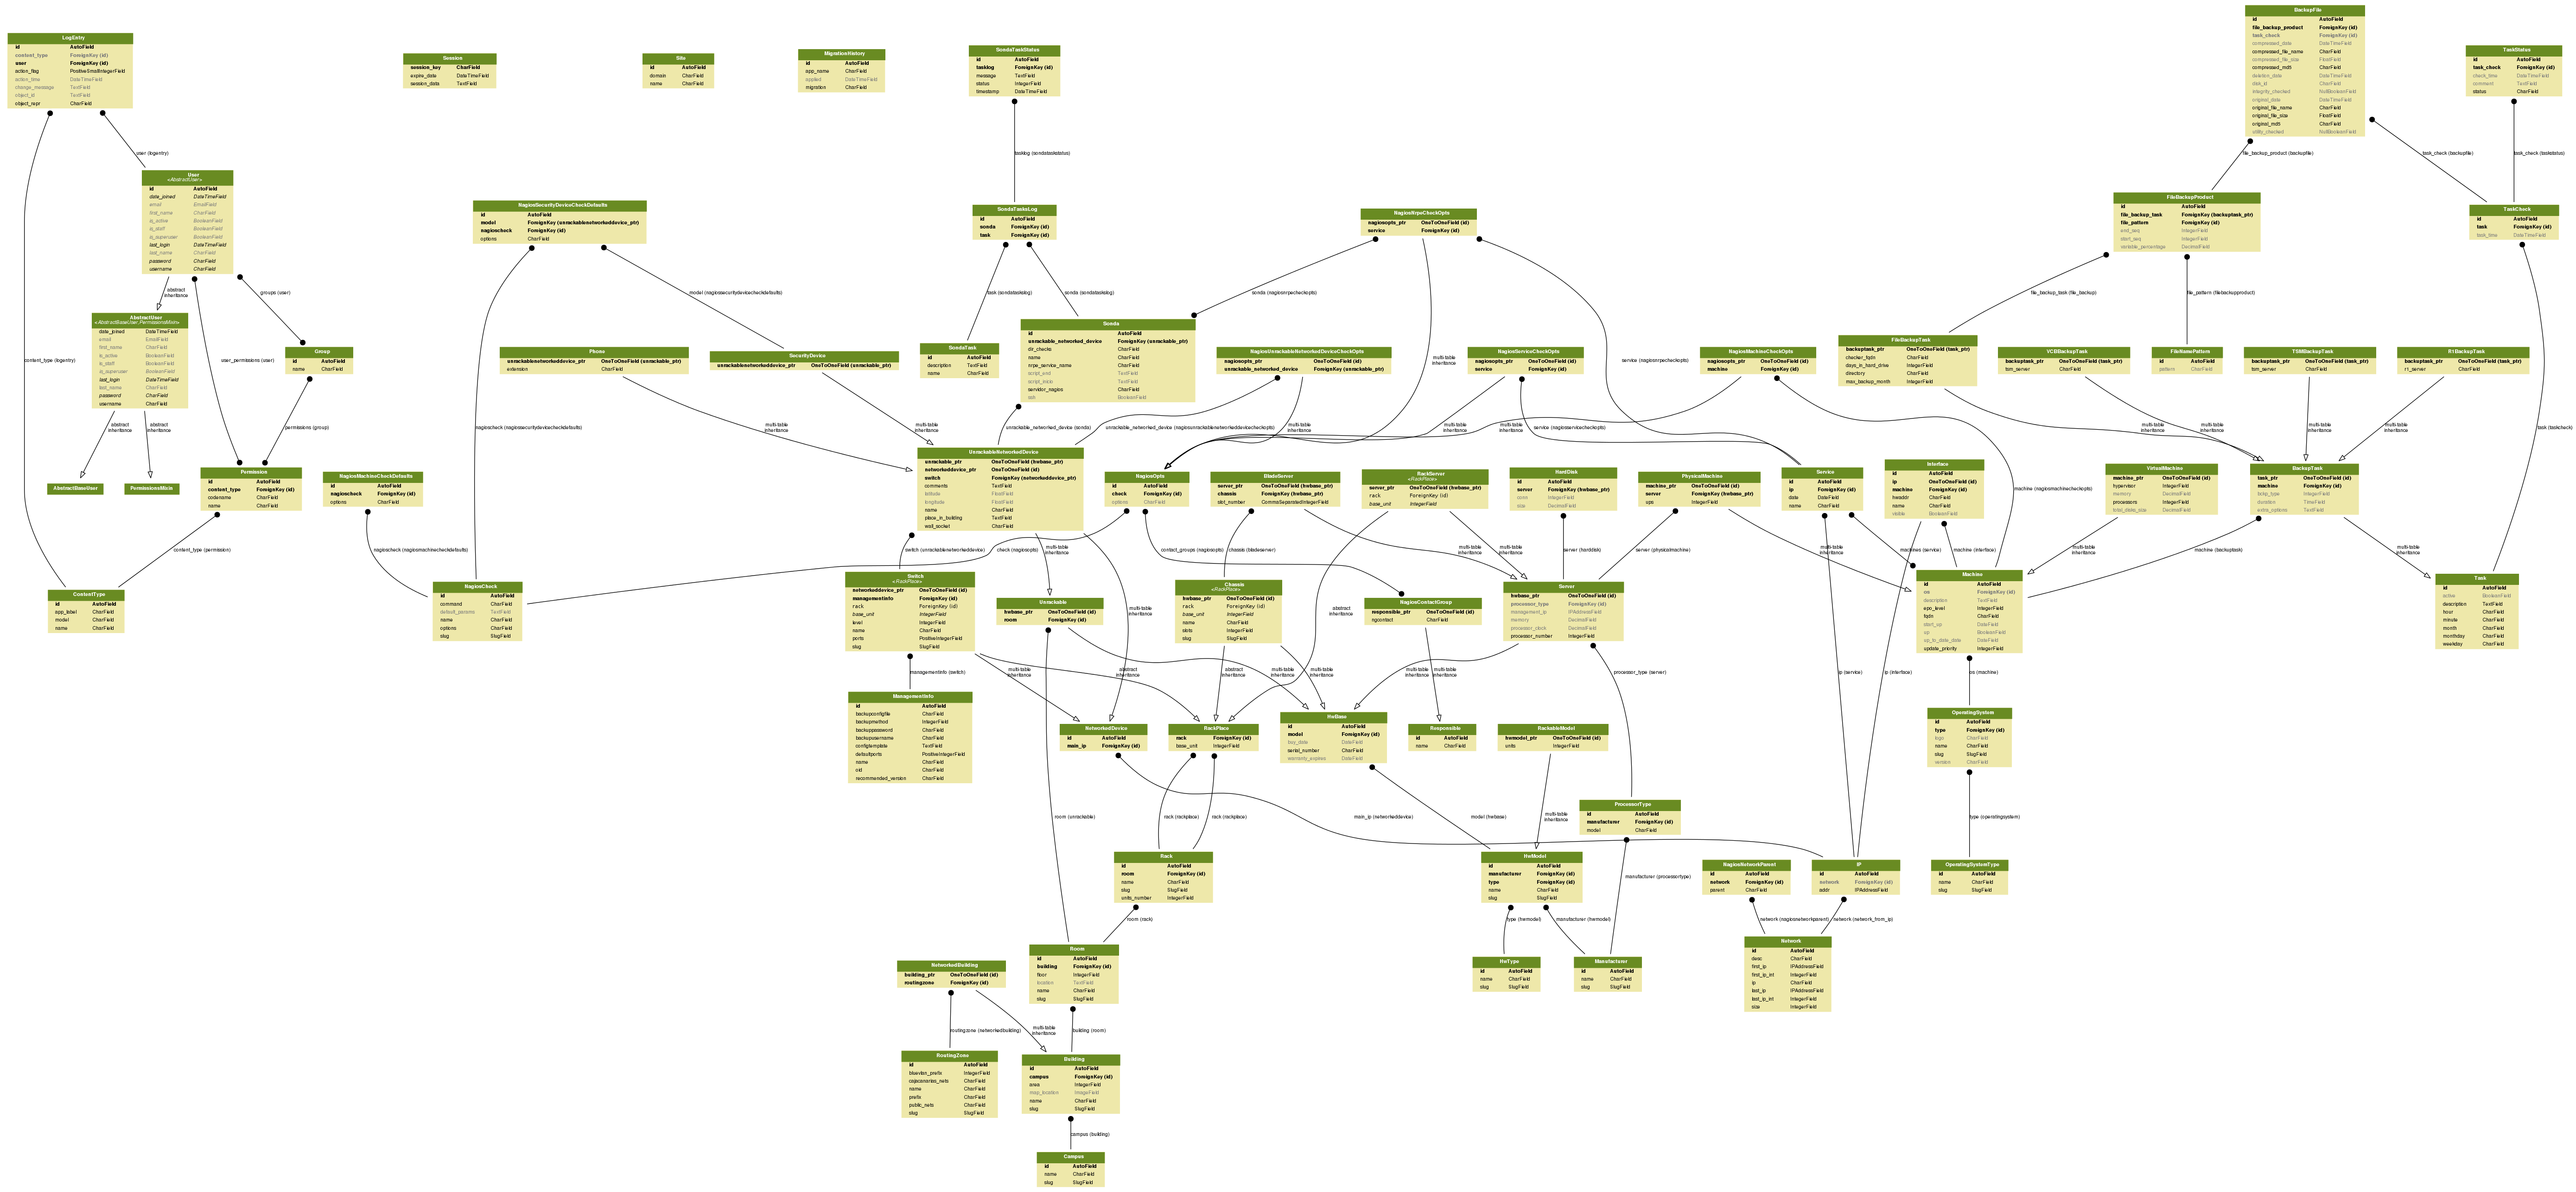 LogEntry
id AutoField
content_type ForeignKey (id)
user ForeignKey (id)
action_flag PositiveSmallIntegerField
action_time DateTimeField
change_message TextField
object_id TextField
object_repr CharField
Session
session_key CharField
expire_date DateTimeField
session_data TextField
Site
id AutoField
domain CharField
name CharField
MigrationHistory
id AutoField
app_name CharField
applied DateTimeField
migration CharField
SondaTaskStatus
id AutoField
tasklog ForeignKey (id)
message TextField
status IntegerField
timestamp DateTimeField
BackupFile
id AutoField
file_backup_product ForeignKey (id)
task_check ForeignKey (id)
compressed_date DateTimeField
compressed_file_name CharField
compressed_file_size FloatField
compressed_md5 CharField
deletion_date DateTimeField
disk_id CharField
integrity_checked NullBooleanField
original_date DateTimeField
original_file_name CharField
original_file_size FloatField
original_md5 CharField
utility_checked NullBooleanField
TaskStatus
id AutoField
task_check ForeignKey (id)
check_time DateTimeField
comment TextField
status CharField
user (logentry)
tasklog (sondataskstatus)
file_backup_product (backupfile)
task_check (backupfile)
task_check (taskstatus)
User
<AbstractUser>
id AutoField
date_joined DateTimeField
email EmailField
first_name CharField
is_active BooleanField
is_staff BooleanField
is_superuser BooleanField
last_login DateTimeField
last_name CharField
password CharField
username CharField
NagiosSecurityDeviceCheckDefaults
id AutoField
model ForeignKey (unrackablenetworkeddevice_ptr)
nagioscheck ForeignKey (id)
options CharField
SondaTasksLog
id AutoField
sonda ForeignKey (id)
task ForeignKey (id)
NagiosNrpeCheckOpts
nagiosopts_ptr OneToOneField (id)
service ForeignKey (id)
FileBackupProduct
id AutoField
file_backup_task ForeignKey (backuptask_ptr)
file_pattern ForeignKey (id)
end_seq IntegerField
start_seq IntegerField
variable_percentage DecimalField
TaskCheck
id AutoField
task ForeignKey (id)
task_time DateTimeField
abstract
inheritance
groups (user)
model (nagiossecuritydevicecheckdefaults)
task (sondataskslog)
sonda (sondataskslog)
sonda (nagiosnrpecheckopts)
file_backup_task (file_backup)
file_pattern (filebackupproduct)
AbstractUser
<AbstractBaseUser,PermissionsMixin>
date_joined DateTimeField
email EmailField
first_name CharField
is_active BooleanField
is_staff BooleanField
is_superuser BooleanField
last_login DateTimeField
last_name CharField
password CharField
username CharField
content_type (logentry)
user_permissions (user)
Group
id AutoField
name CharField
Phone
unrackablenetworkeddevice_ptr OneToOneField (unrackable_ptr)
extension CharField
SecurityDevice
unrackablenetworkeddevice_ptr OneToOneField (unrackable_ptr)
SondaTask
id AutoField
description TextField
name CharField
Sonda
id AutoField
unrackable_networked_device ForeignKey (unrackable_ptr)
dir_checks CharField
name CharField
nrpe_service_name CharField
script_end TextField
script_inicio TextField
servidor_nagios CharField
ssh BooleanField
NagiosUnrackableNetworkedDeviceCheckOpts
nagiosopts_ptr OneToOneField (id)
unrackable_networked_device ForeignKey (unrackable_ptr)
multi-table
inheritance
NagiosServiceCheckOpts
nagiosopts_ptr OneToOneField (id)
service ForeignKey (id)
service (nagiosnrpecheckopts)
NagiosMachineCheckOpts
nagiosopts_ptr OneToOneField (id)
machine ForeignKey (id)
FileBackupTask
backuptask_ptr OneToOneField (task_ptr)
checker_fqdn CharField
days_in_hard_drive IntegerField
directory CharField
max_backup_month IntegerField
VCBBackupTask
backuptask_ptr OneToOneField (task_ptr)
tsm_server CharField
FileNamePattern
id AutoField
pattern CharField
TSMBackupTask
backuptask_ptr OneToOneField (task_ptr)
tsm_server CharField
R1BackupTask
backuptask_ptr OneToOneField (task_ptr)
r1_server CharField
abstract
inheritance
abstract
inheritance
permissions (group)
nagioscheck (nagiossecuritydevicecheckdefaults)
multi-table
inheritance
multi-table
inheritance
unrackable_networked_device (sonda)
unrackable_networked_device (nagiosunrackablenetworkeddevicecheckopts)
multi-table
inheritance
multi-table
inheritance
multi-table
inheritance
service (nagiosservicecheckopts)
multi-table
inheritance
multi-table
inheritance
multi-table
inheritance
multi-table
inheritance
task (taskcheck)
AbstractBaseUser
PermissionsMixin
Permission
id AutoField
content_type ForeignKey (id)
codename CharField
name CharField
NagiosMachineCheckDefaults
id AutoField
nagioscheck ForeignKey (id)
options CharField
UnrackableNetworkedDevice
unrackable_ptr OneToOneField (hwbase_ptr)
networkeddevice_ptr OneToOneField (id)
switch ForeignKey (networkeddevice_ptr)
comments TextField
latitude FloatField
longitude FloatField
name CharField
place_in_building TextField
wall_socket CharField
NagiosOpts
id AutoField
check ForeignKey (id)
options CharField
BladeServer
server_ptr OneToOneField (hwbase_ptr)
chassis ForeignKey (hwbase_ptr)
slot_number CommaSeparatedIntegerField
RackServer
<RackPlace>
server_ptr OneToOneField (hwbase_ptr)
rack ForeignKey (id)
base_unit IntegerField
HardDisk
id AutoField
server ForeignKey (hwbase_ptr)
conn IntegerField
size DecimalField
PhysicalMachine
machine_ptr OneToOneField (id)
server ForeignKey (hwbase_ptr)
ups IntegerField
Service
id AutoField
ip ForeignKey (id)
date DateField
name CharField
Interface
id AutoField
ip OneToOneField (id)
machine ForeignKey (id)
hwaddr CharField
name CharField
visible BooleanField
machine (nagiosmachinecheckopts)
VirtualMachine
machine_ptr OneToOneField (id)
hypervisor IntegerField
memory DecimalField
processors IntegerField
total_disks_size DecimalField
BackupTask
task_ptr OneToOneField (id)
machine ForeignKey (id)
bckp_type IntegerField
duration TimeField
extra_options TextField
content_type (permission)
nagioscheck (nagiosmachinecheckdefaults)
switch (unrackablenetworkeddevice)
check (nagiosopts)
multi-table
inheritance
contact_groups (nagiosopts)
chassis (bladeserver)
multi-table
inheritance
multi-table
inheritance
server (harddisk)
server (physicalmachine)
multi-table
inheritance
machines (service)
machine (interface)
multi-table
inheritance
machine (backuptask)
multi-table
inheritance
ContentType
id AutoField
app_label CharField
model CharField
name CharField
NagiosCheck
id AutoField
command CharField
default_params TextField
name CharField
options CharField
slug SlugField
Switch
<RackPlace>
networkeddevice_ptr OneToOneField (id)
managementinfo ForeignKey (id)
rack ForeignKey (id)
base_unit IntegerField
level IntegerField
name CharField
ports PositiveIntegerField
slug SlugField
Unrackable
hwbase_ptr OneToOneField (id)
room ForeignKey (id)
multi-table
inheritance
Chassis
<RackPlace>
hwbase_ptr OneToOneField (id)
rack ForeignKey (id)
base_unit IntegerField
name CharField
slots IntegerField
slug SlugField
abstract
inheritance
NagiosContactGroup
responsible_ptr OneToOneField (id)
ngcontact CharField
Server
hwbase_ptr OneToOneField (id)
processor_type ForeignKey (id)
management_ip IPAddressField
memory DecimalField
processor_clock DecimalField
processor_number IntegerField
Machine
id AutoField
os ForeignKey (id)
description TextField
epo_level IntegerField
fqdn CharField
start_up DateField
up BooleanField
up_to_date_date DateField
update_priority IntegerField
Task
id AutoField
active BooleanField
description TextField
hour CharField
minute CharField
month CharField
monthday CharField
weekday CharField
managementinfo (switch)
multi-table
inheritance
abstract
inheritance
abstract
inheritance
multi-table
inheritance
multi-table
inheritance
multi-table
inheritance
multi-table
inheritance
processor_type (server)
ip (service)
ip (interface)
os (machine)
ManagementInfo
id AutoField
backupconfigfile CharField
backupmethod IntegerField
backuppassword CharField
backupusername CharField
configtemplate TextField
defaultports PositiveIntegerField
name CharField
oid CharField
recommended_version CharField
NetworkedDevice
id AutoField
main_ip ForeignKey (id)
RackPlace
rack ForeignKey (id)
base_unit IntegerField
HwBase
id AutoField
model ForeignKey (id)
buy_date DateField
serial_number CharField
warranty_expires DateField
Responsible
id AutoField
name CharField
RackableModel
hwmodel_ptr OneToOneField (id)
units IntegerField
OperatingSystem
id AutoField
type ForeignKey (id)
logo CharField
name CharField
slug SlugField
version CharField
room (unrackable)
rack (rackplace)
rack (rackplace)
main_ip (networkeddevice)
model (hwbase)
multi-table
inheritance
ProcessorType
id AutoField
manufacturer ForeignKey (id)
model CharField
type (operatingsystem)
Rack
id AutoField
room ForeignKey (id)
name CharField
slug SlugField
units_number IntegerField
HwModel
id AutoField
manufacturer ForeignKey (id)
type ForeignKey (id)
name CharField
slug SlugField
manufacturer (processortype)
NagiosNetworkParent
id AutoField
network ForeignKey (id)
parent CharField
IP
id AutoField
network ForeignKey (id)
addr IPAddressField
OperatingSystemType
id AutoField
name CharField
slug SlugField
room (rack)
type (hwmodel)
manufacturer (hwmodel)
network (nagiosnetworkparent)
network (network_from_ip)
NetworkedBuilding
building_ptr OneToOneField (id)
routingzone ForeignKey (id)
Room
id AutoField
building ForeignKey (id)
floor IntegerField
location TextField
name CharField
slug SlugField
HwType
id AutoField
name CharField
slug SlugField
Manufacturer
id AutoField
name CharField
slug SlugField
Network
id AutoField
desc CharField
first_ip IPAddressField
first_ip_int IntegerField
ip CharField
last_ip IPAddressField
last_ip_int IntegerField
size IntegerField
routingzone (networkedbuilding)
multi-table
inheritance
building (room)
RoutingZone
id AutoField
bluevlan_prefix IntegerField
cajacanarias_nets CharField
name CharField
prefix CharField
public_nets CharField
slug SlugField
Building
id AutoField
campus ForeignKey (id)
area IntegerField
map_location ImageField
name CharField
slug SlugField
campus (building)
Campus
id AutoField
name CharField
slug SlugField